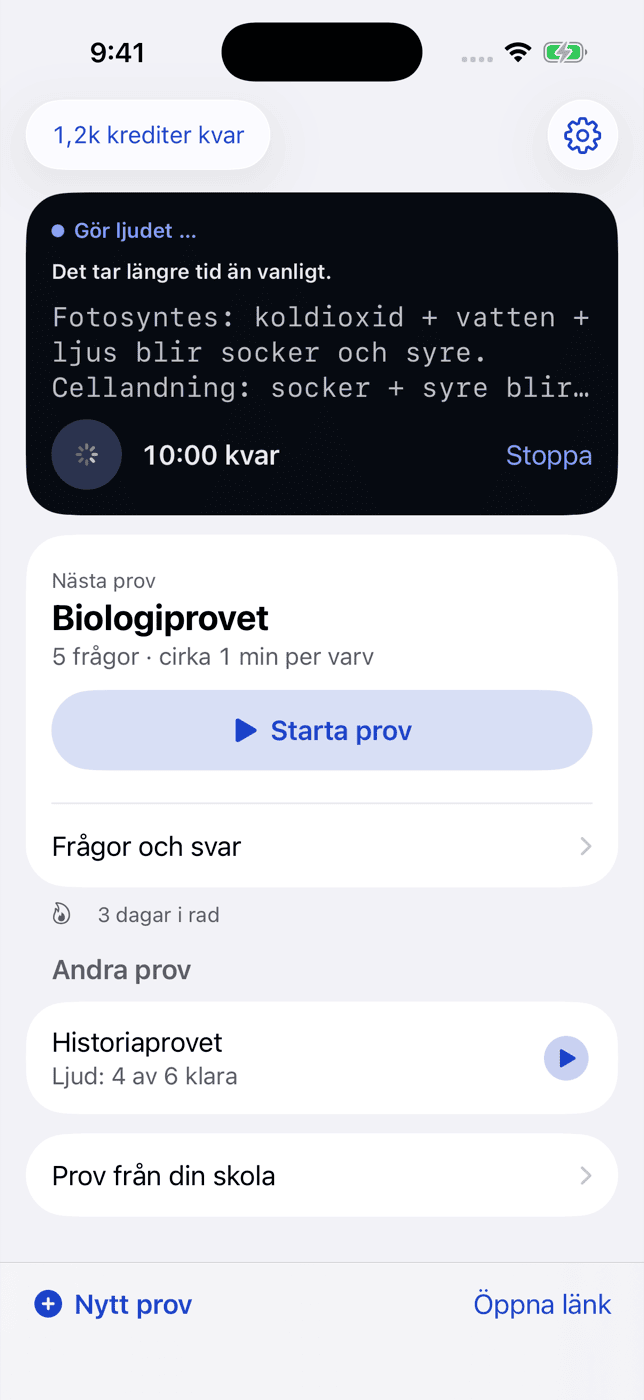 9:41
1,2k krediter kvar
Gör ljudet ...
Det tar längre tid än vanligt.
Fotosyntes: koldioxid + vatten +
ljus blir socker och syre.
Cellandning: socker + syre blir…
10:00 kvar
Stoppa
Nästa prov
Biologiprovet
5 frågor · cirka 1 min per varv
Starta prov
Frågor och svar
3 dagar i rad
Andra prov
Historiaprovet
Ljud: 4 av 6 klara
Prov från din skola
Nytt prov
Öppna länk